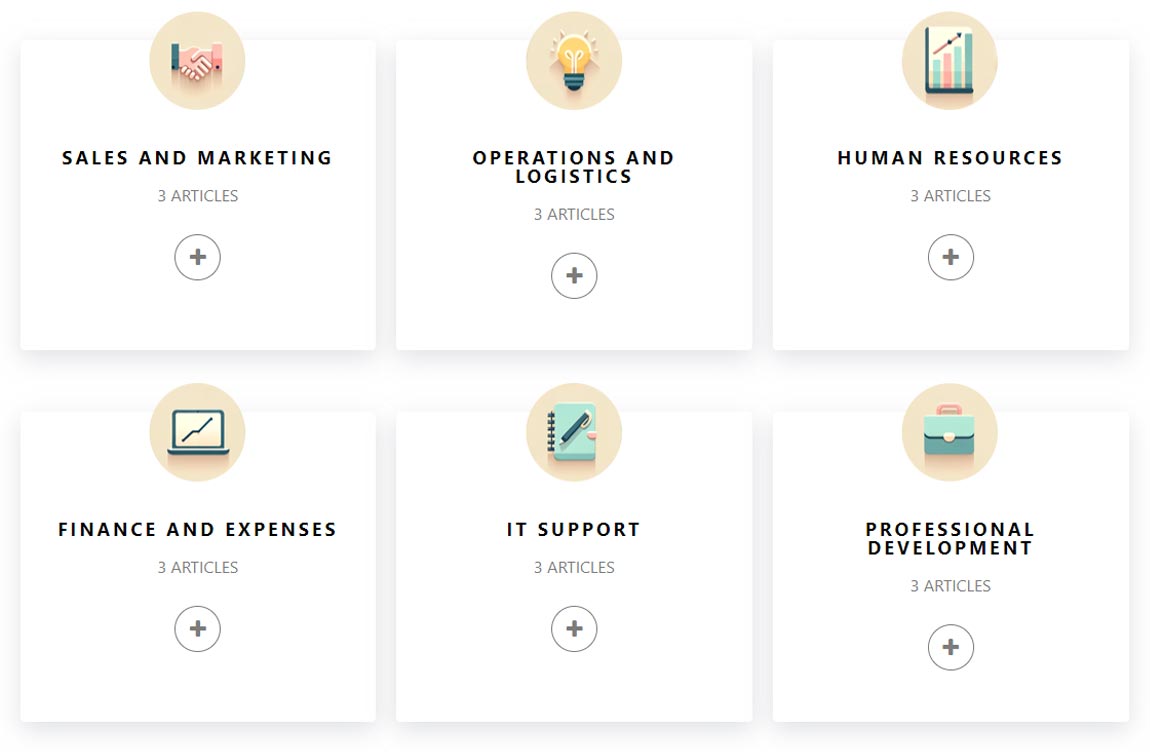 SALES AND MARKETING
3 ARTICLES
OPERATIONS AND
LOGISTICS
3 ARTICLES
HUMAN RESOURCES
3 ARTICLES
FINANCE AND EXPENSES
3 ARTICLES
IT SUPPORT
3 ARTICLES
PROFESSIONAL
DEVELOPMENT
3 ARTICLES